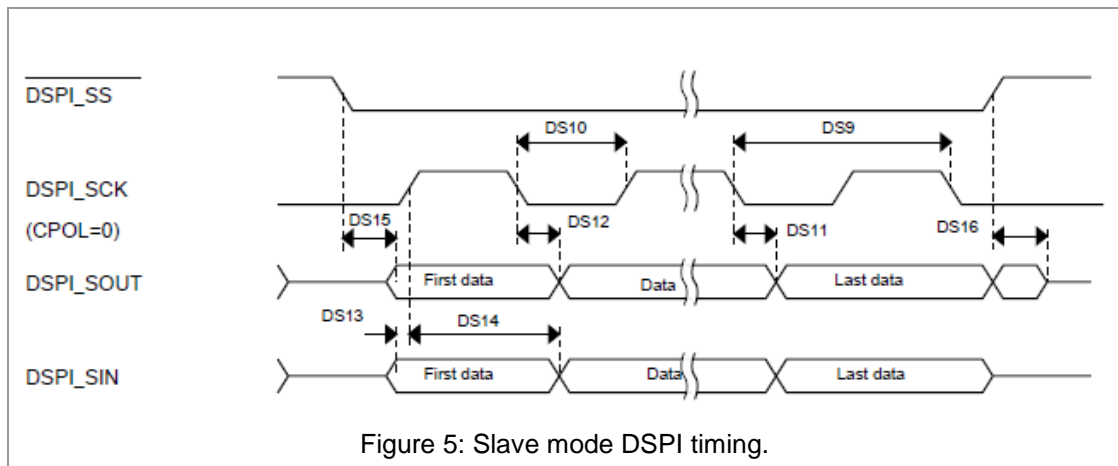 DSPI_SS
DS10
DS9
DSPI_SCK
(CPOL=0)
DS15
DS12
DS11
DS16
DSPI_SOUT
First data
Data
Last data
DS13
DS14
DSPI_SIN
First data
Data
Last data
Figure 5: Slave mode DSPI timing.